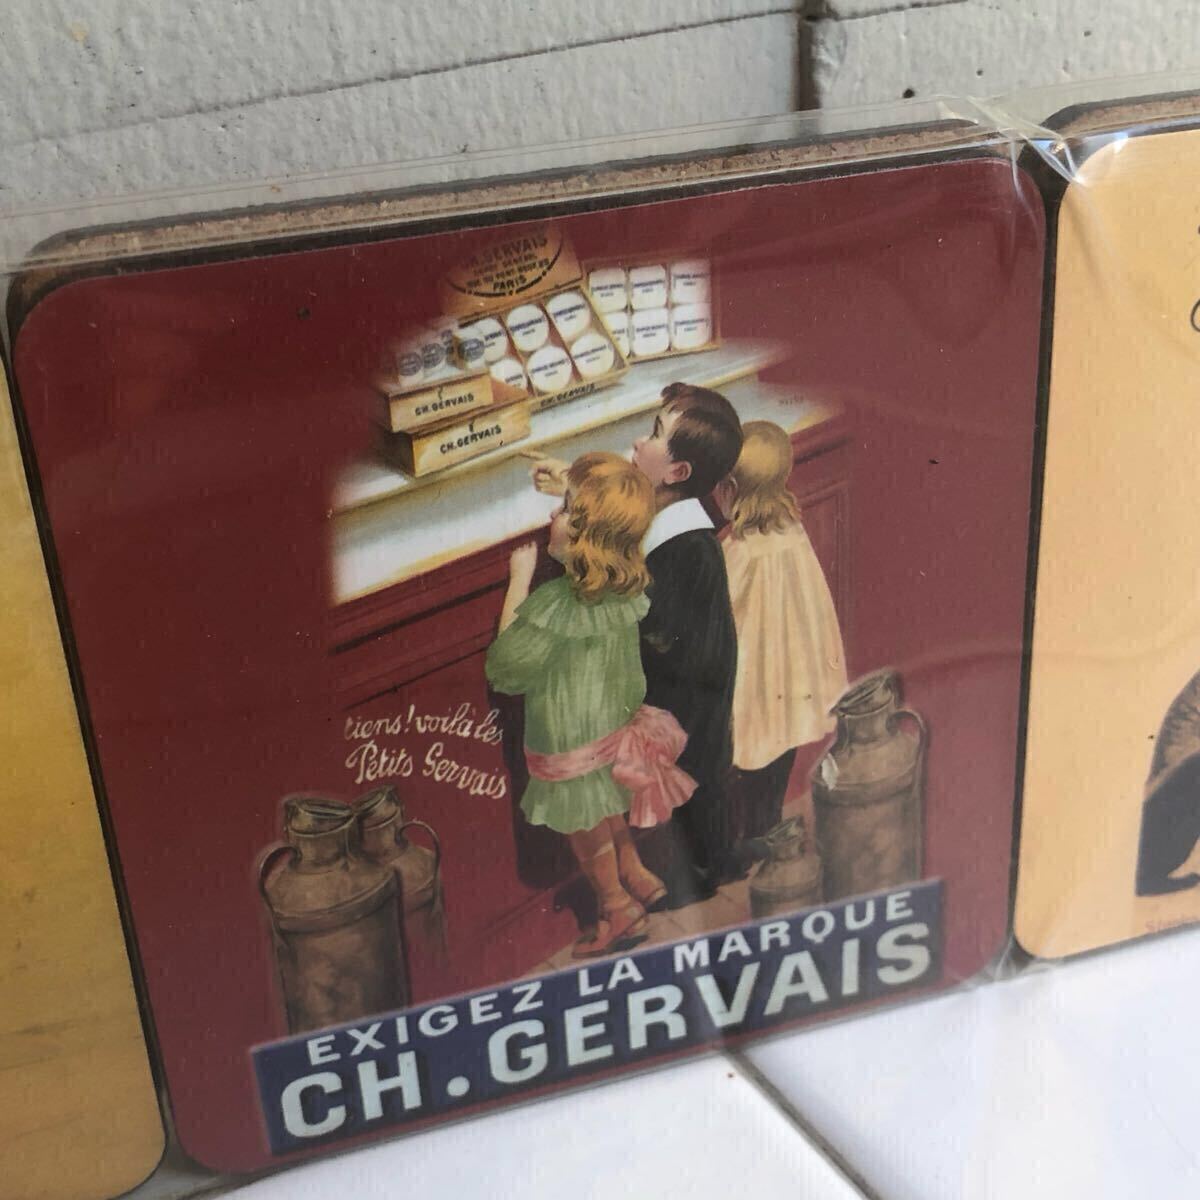 CH. GERVAIS
PARIS
CH. GERVAIS
CH. GERVAIS
CH. GERVAIS
tiens! voilà les
Petits Gervais
EXIGEZ LA MARQUE
CH. GERVAIS